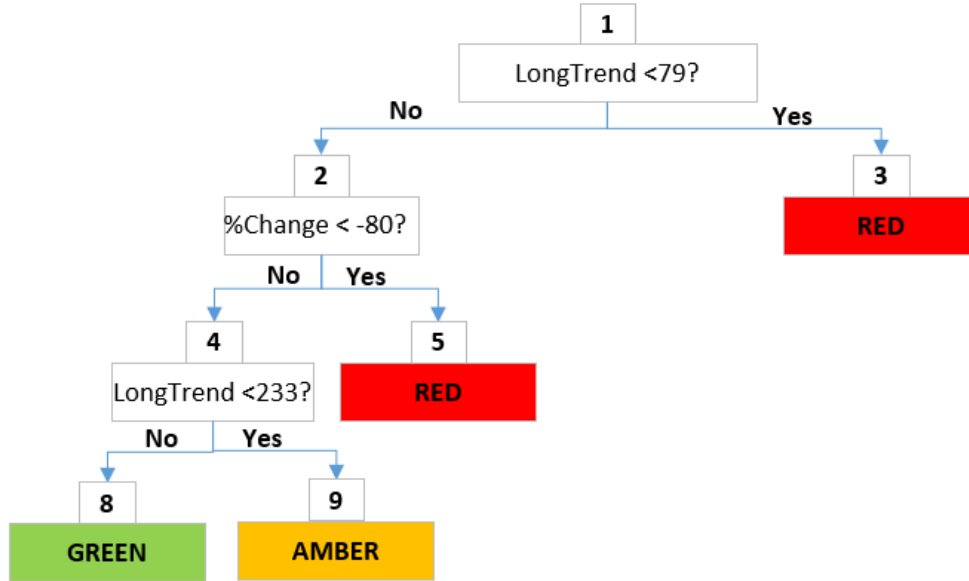 1
LongTrend <79?
No
Yes
2
3
%Change < -80?
RED
No
Yes
4
5
LongTrend <233?
RED
No
Yes
8
9
GREEN
AMBER